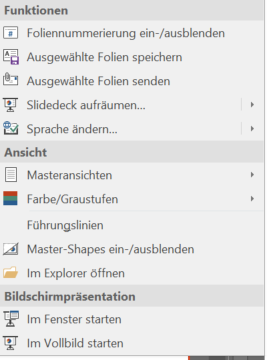 Funktionen
Foliennummerierung ein-/ausblenden
Ausgewählte Folien speichern
Ausgewählte Folien senden
Slidedeck aufräumen...
Sprache ändern...
Ansicht
Masteransichten
Farbe/Graustufen
Führungslinien
Master-Shapes ein-/ausblenden
Im Explorer öffnen
Bildschirmpräsentation
Im Fenster starten
Im Vollbild starten